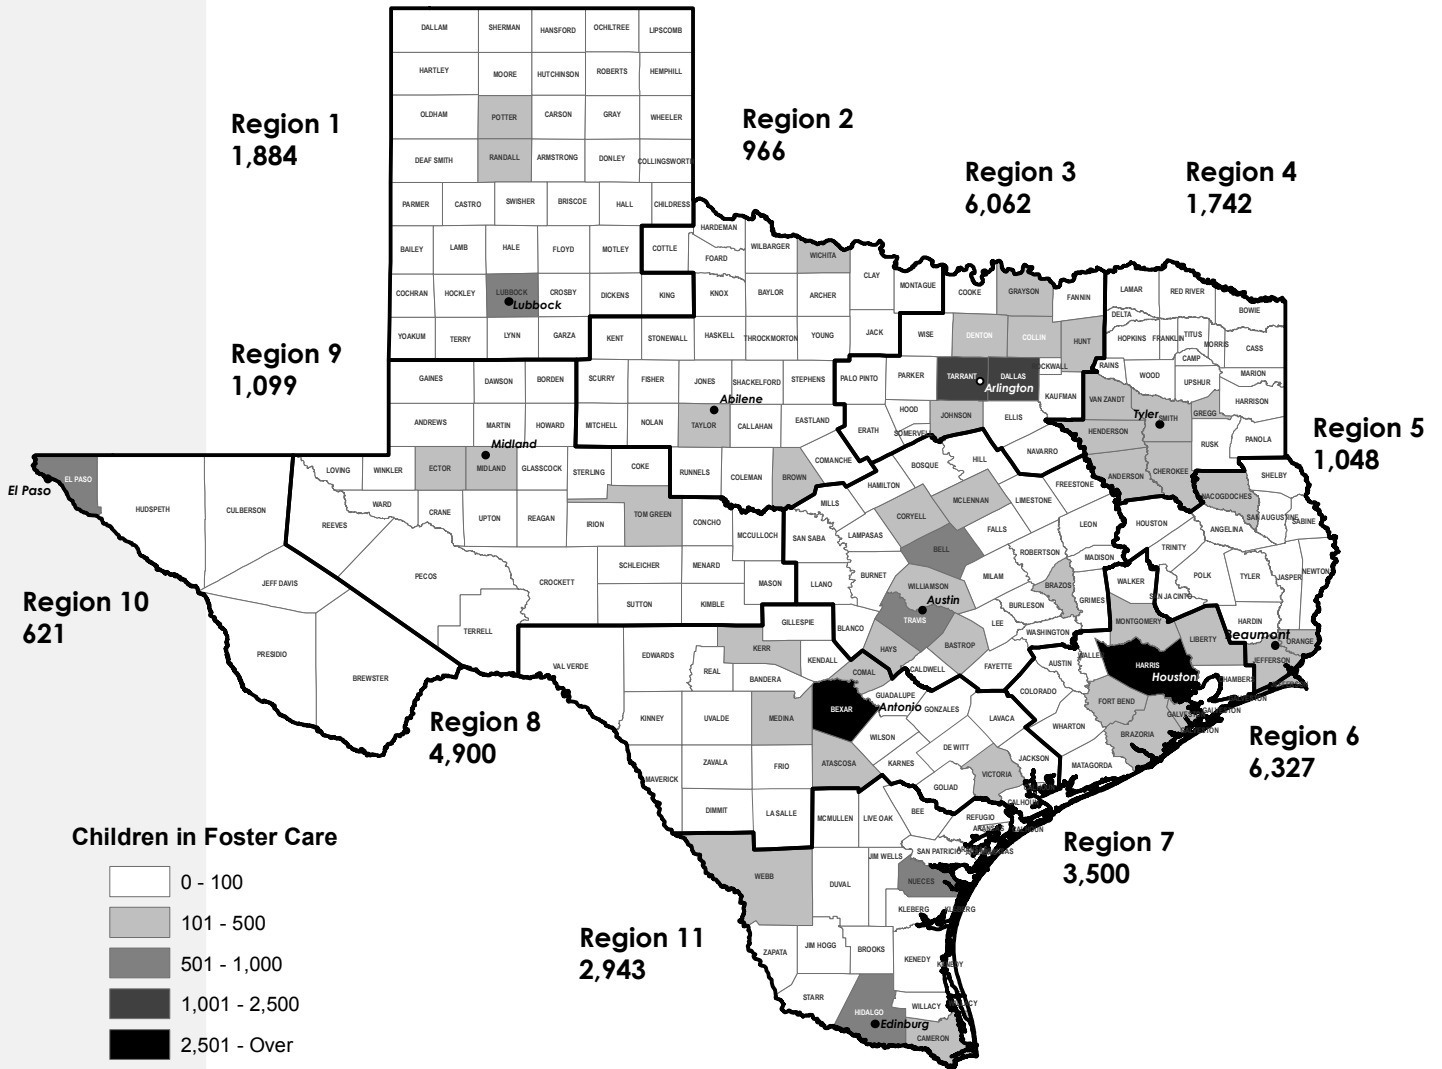 DALLAM SHERMAN HANSFORD OCHILTREE LIPSCOMB
HARTLEY MOORE HUTCHINSON ROBERTS HEMPHILL
OLDHAM POTTER CARSON GRAY WHEELER
DEAF SMITH RANDALL ARMSTRONG DONLEY COLLINGSWORTH
PARMER CASTRO SWISHER BRISCOE HALL CHILDRESS
BAILEY LAMB HALE FLOYD MOTLEY COTTLE
COCHRAN HOCKLEY LUBBOCK CROSBY DICKENS KING
Lubbock
YOAKUM TERRY LYNN GARZA
Region 1
1,884
Region 2
966
Region 3
6,062
Region 4
1,742
HARDEMAN FOARD WILBARGER WICHITA CLAY MONTAGUE
KNOX BAYLOR ARCHER
KENT STONEWALL HASKELL THROCKMORTON YOUNG JACK
SCURRY FISHER JONES SHACKELFORD STEPHENS
Abilene
MITCHELL NOLAN TAYLOR CALLAHAN EASTLAND
RUNNELS COLEMAN BROWN COMANCHE
COOKE GRAYSON FANNIN
WISE DENTON COLLIN HUNT
ROCKWALL
PALO PINTO PARKER TARRANT DALLAS KAUFMAN
Arlington
HOOD JOHNSON ELLIS
ERATH SOMERVELL NAVARRO
LAMAR RED RIVER BOWIE
DELTA HOPKINS FRANKLIN TITUS MORRIS CASS
CAMP
RAINS WOOD UPSHUR MARION
VAN ZANDT SMITH GREGG HARRISON
Tyler
HENDERSON RUSK PANOLA
ANDERSON CHEROKEE
Region 9
1,099
GAINES DAWSON BORDEN
ANDREWS MARTIN HOWARD
Midland
LOVING WINKLER ECTOR MIDLAND GLASSCOCK STERLING COKE
WARD CRANE UPTON REAGAN IRION TOM GREEN CONCHO
REEVES MCCULLOCH
PECOS CROCKETT SCHLEICHER MENARD
MASON
SUTTON KIMBLE
TERRELL
Region 5
1,048
SHELBY
NACOGDOCHES SAN AUGUSTINE SABINE
HOUSTON ANGELINA
TRINITY
POLK TYLER JASPER NEWTON
SAN JACINTO
HARDIN
Beaumont ORANGE
JEFFERSON
El Paso EL PASO
HUDSPETH CULBERSON
JEFF DAVIS
PRESIDIO BREWSTER
Region 10
621
BOSQUE HILL
HAMILTON FREESTONE
MILLS MCLENNAN LIMESTONE
CORYELL
SAN SABA LAMPASAS FALLS LEON
BELL ROBERTSON MADISON
LLANO BURNET WILLIAMSON MILAM BRAZOS
Austin
BURLESON GRIMES
BLANCO TRAVIS LEE WASHINGTON
HAYS BASTROP
CALDWELL FAYETTE
WALKER
MONTGOMERY LIBERTY
WALLER HARRIS
Houston
AUSTIN CHAMBERS
COLORADO FORT BEND
WHARTON BRAZORIA
MATAGORDA
Region 6
6,327
VAL VERDE EDWARDS KERR GILLESPIE
REAL KENDALL
BANDERA COMAL
KINNEY UVALDE MEDINA BEXAR GUADALUPE
Antonio
GONZALES LAVACA
WILSON
MAVERICK ZAVALA FRIO ATASCOSA KARNES DE WITT JACKSON
VICTORIA
DIMMIT LA SALLE GOLIAD
CALHOUN
Region 8
4,900
Region 7
3,500
MCMULLEN LIVE OAK BEE
REFUGIO
SAN PATRICIO
WEBB DUVAL JIM WELLS NUECES
KLEBERG
ZAPATA JIM HOGG BROOKS KENEDY
STARR HIDALGO WILLACY
Edinburg
CAMERON
Region 11
2,943
Children in Foster Care
0 - 100
101 - 500
501 - 1,000
1,001 - 2,500
2,501 - Over